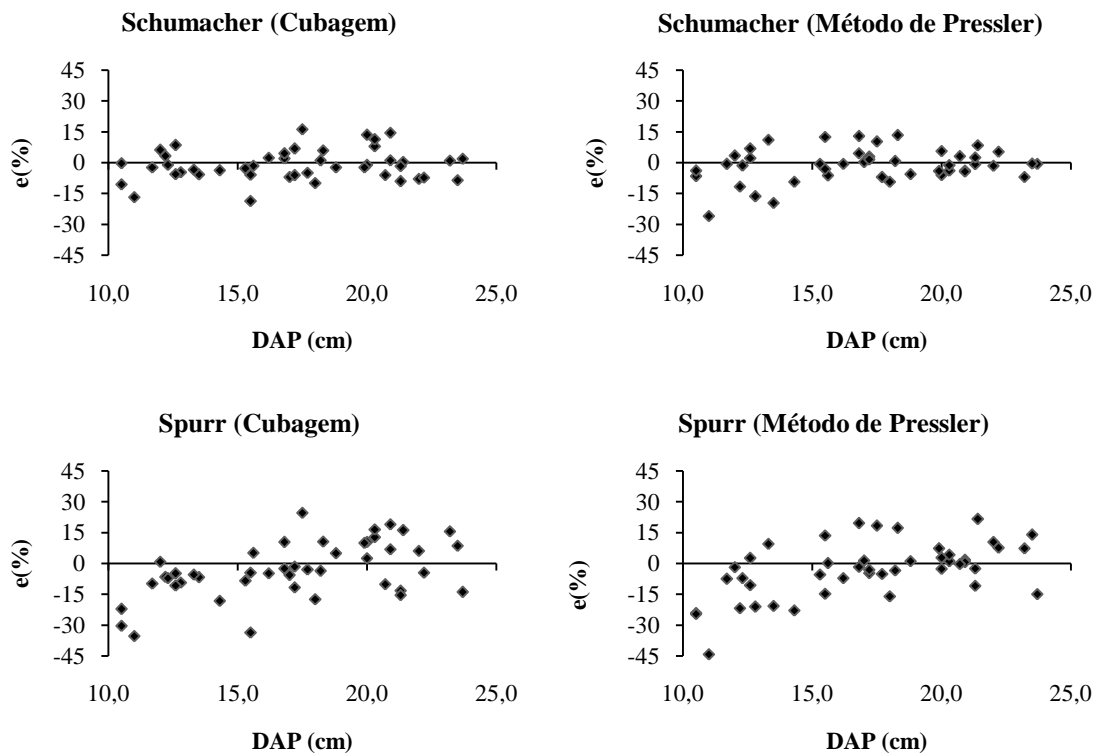 Schumacher (Cubagem)
45
30
15
0
-15
-30
-45
e(%)
10,0 15,0 20,0 25,0
DAP (cm)
Schumacher (Método de Pressler)
45
30
15
0
-15
-30
-45
e(%)
10,0 15,0 20,0 25,0
DAP (cm)
Spurr (Cubagem)
45
30
15
0
-15
-30
-45
e(%)
10,0 15,0 20,0 25,0
DAP (cm)
Spurr (Método de Pressler)
45
30
15
0
-15
-30
-45
e(%)
10,0 15,0 20,0 25,0
DAP (cm)